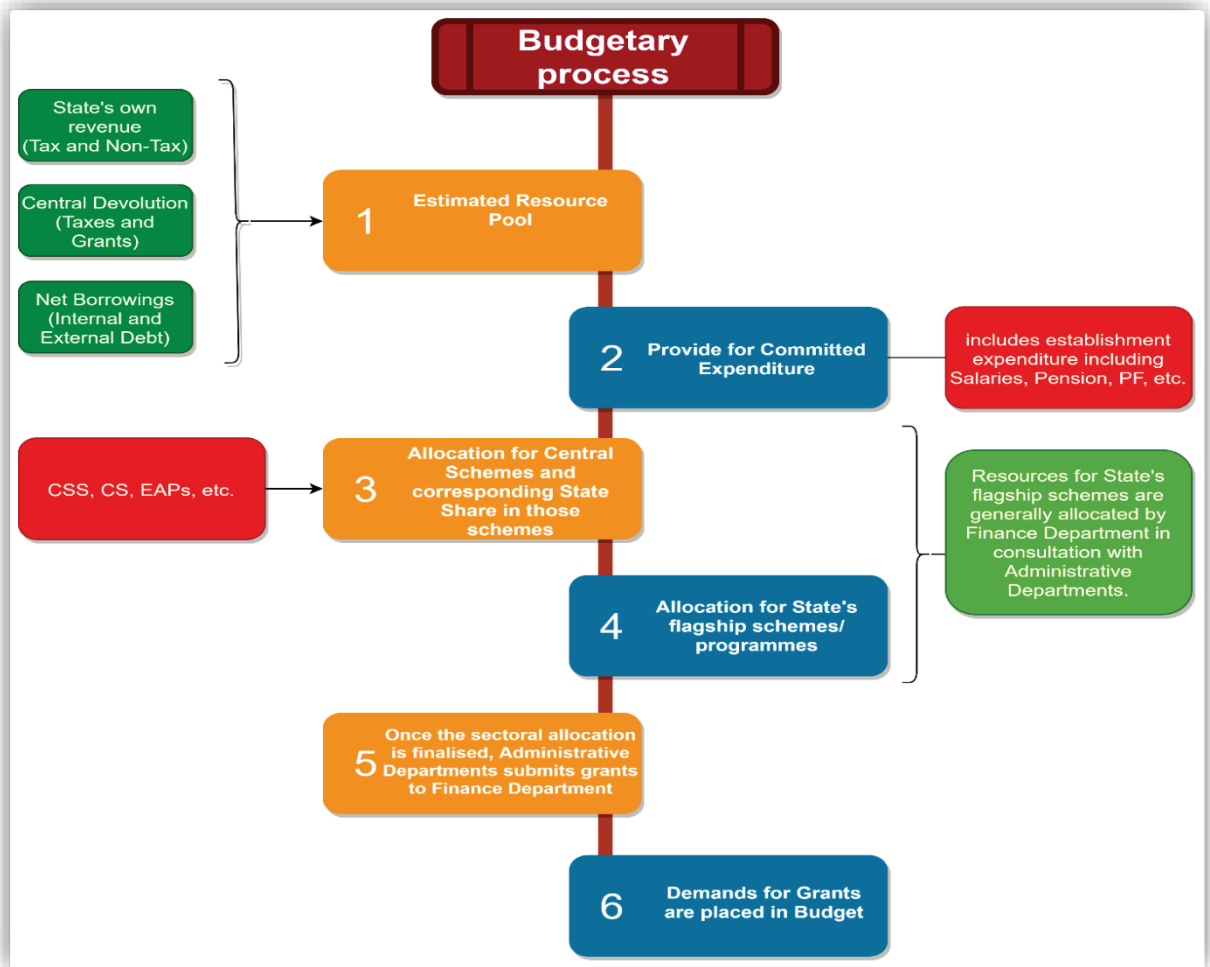 Budgetary
process
State's own
revenue
(Tax and Non-Tax)
Central Devolution
(Taxes and
Grants)
Net Borrowings
(Internal and
External Debt)
1
Estimated Resource
Pool
2
Provide for Committed
Expenditure
includes establishment
expenditure including
Salaries, Pension, PF, etc.
CSS, CS, EAPs, etc.
3
Allocation for Central
Schemes and
corresponding State
Share in those
schemes
Resources for State's
flagship schemes are
generally allocated by
Finance Department in
consultation with
Administrative
Departments.
4
Allocation for State's
flagship schemes/
programmes
5
Once the sectoral allocation
is finalised, Administrative
Departments submits grants
to Finance Department
6
Demands for Grants
are placed in Budget